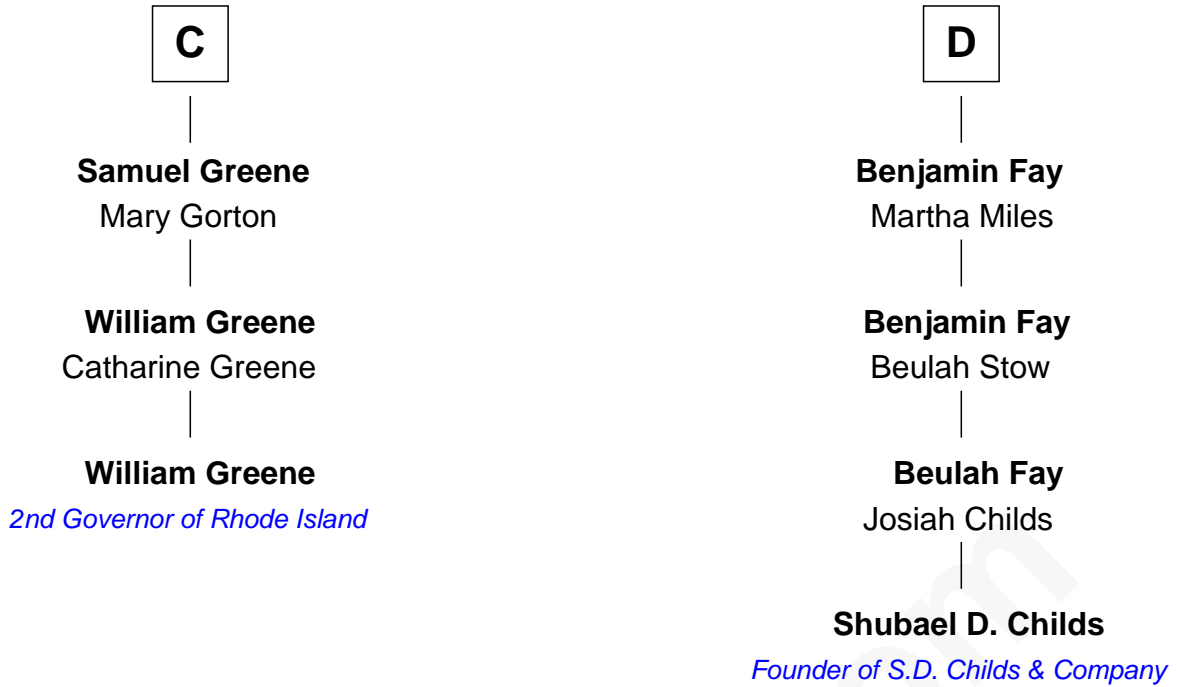 C
Samuel Greene
Mary Gorton
William Greene
Catharine Greene
William Greene
2nd Governor of Rhode Island
D
Benjamin Fay
Martha Miles
Benjamin Fay
Beulah Stow
Beulah Fay
Josiah Childs
Shubael D. Childs
Founder of S.D. Childs & Company